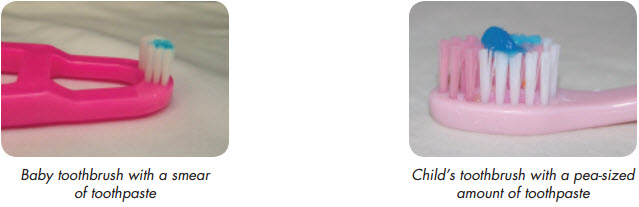 Baby toothbrush with a smear
of toothpaste
Child's toothbrush with a pea-sized
amount of toothpaste